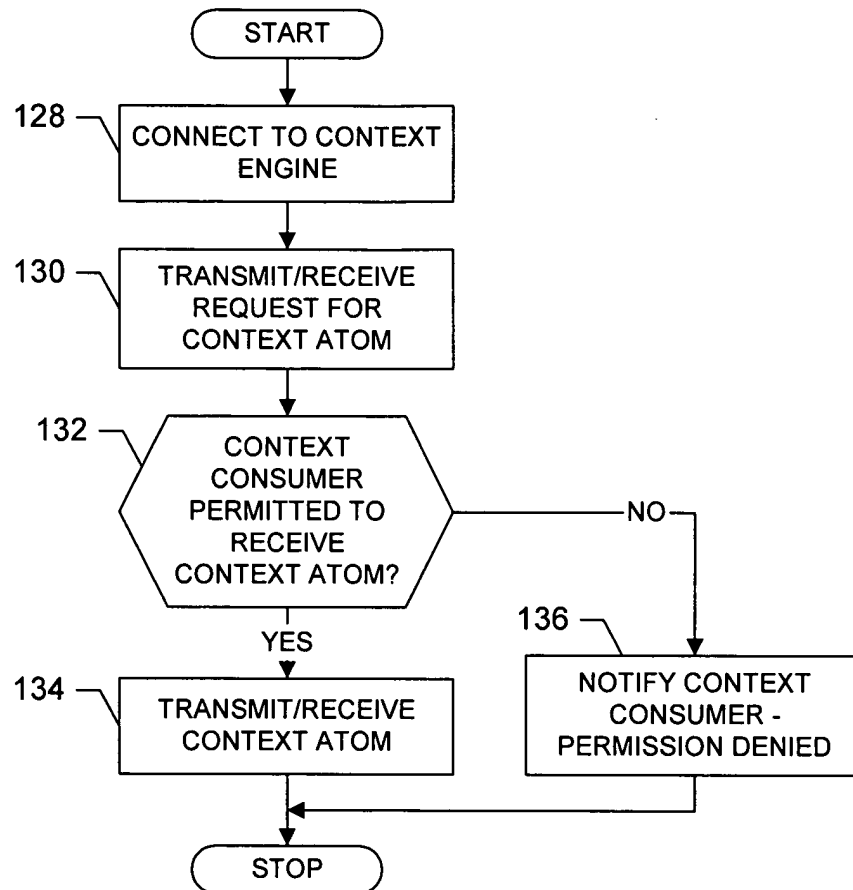 START
128
CONNECT TO CONTEXT
ENGINE
130
TRANSMIT/RECEIVE
REQUEST FOR
CONTEXT ATOM
132
CONTEXT
CONSUMER
PERMITTED TO
RECEIVE
CONTEXT ATOM?
NO
YES
136
134
TRANSMIT/RECEIVE
CONTEXT ATOM
NOTIFY CONTEXT
CONSUMER -
PERMISSION DENIED
STOP